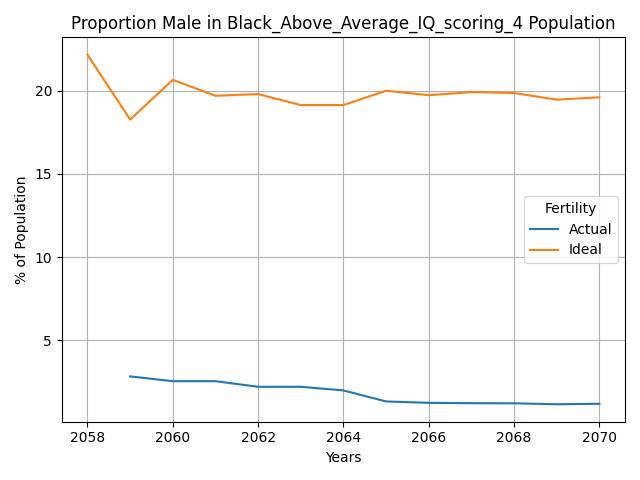 Proportion Male in Black_Above_Average_IQ_scoring_4 Population
% of Population
20
15
10
5
Fertility
Actual
Ideal
2058 2060 2062 2064 2066 2068 2070
Years